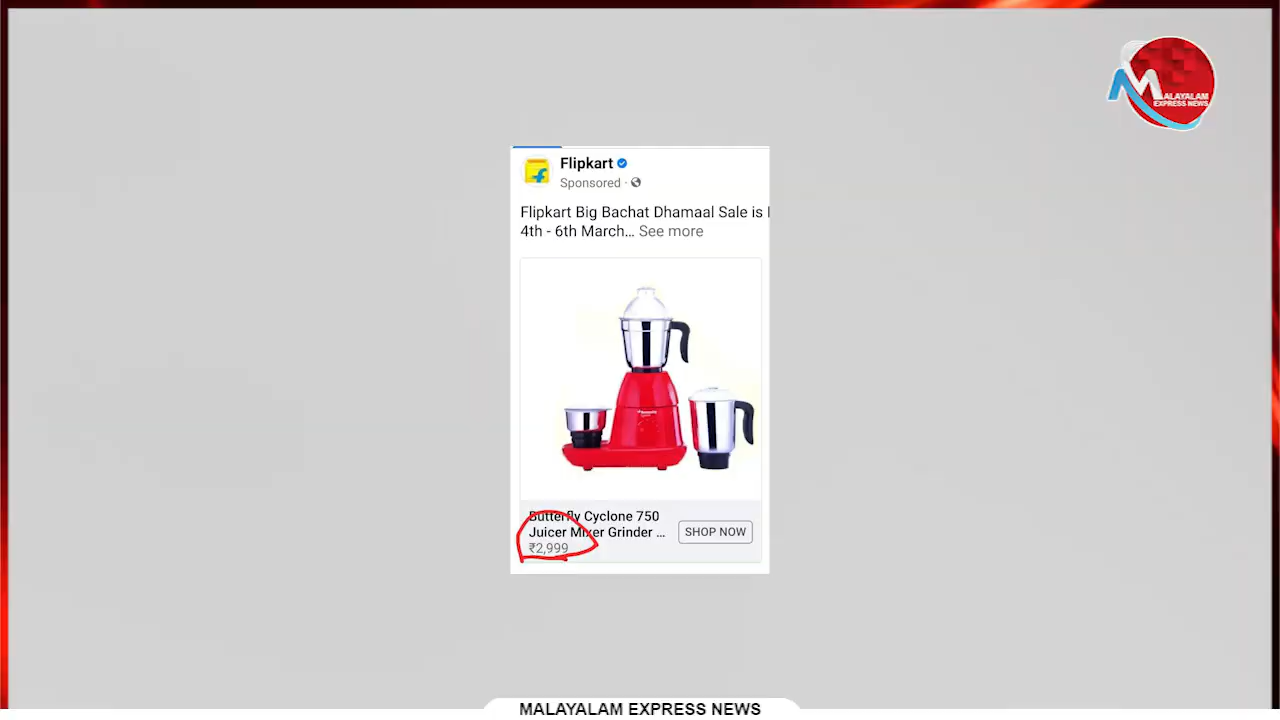 MALAYALAM
EXPRESS NEWS
Flipkart
Sponsored ·
Flipkart Big Bachat Dhamaal Sale is
4th - 6th March... See more
Butterfly Cyclone 750
Juicer Mixer Grinder ...
₹2,999
SHOP NOW
MALAYALAM EXPRESS NEWS